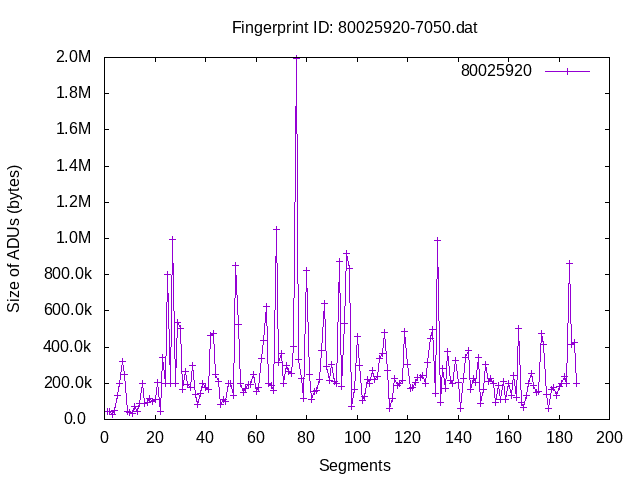 Fingerprint ID: 80025920-7050.dat
80025920
Size of ADUs (bytes)
2.0M
1.8M
1.6M
1.4M
1.2M
1.0M
800.0k
600.0k
400.0k
200.0k
0.0
0 20 40 60 80 100 120 140 160 180 200
Segments